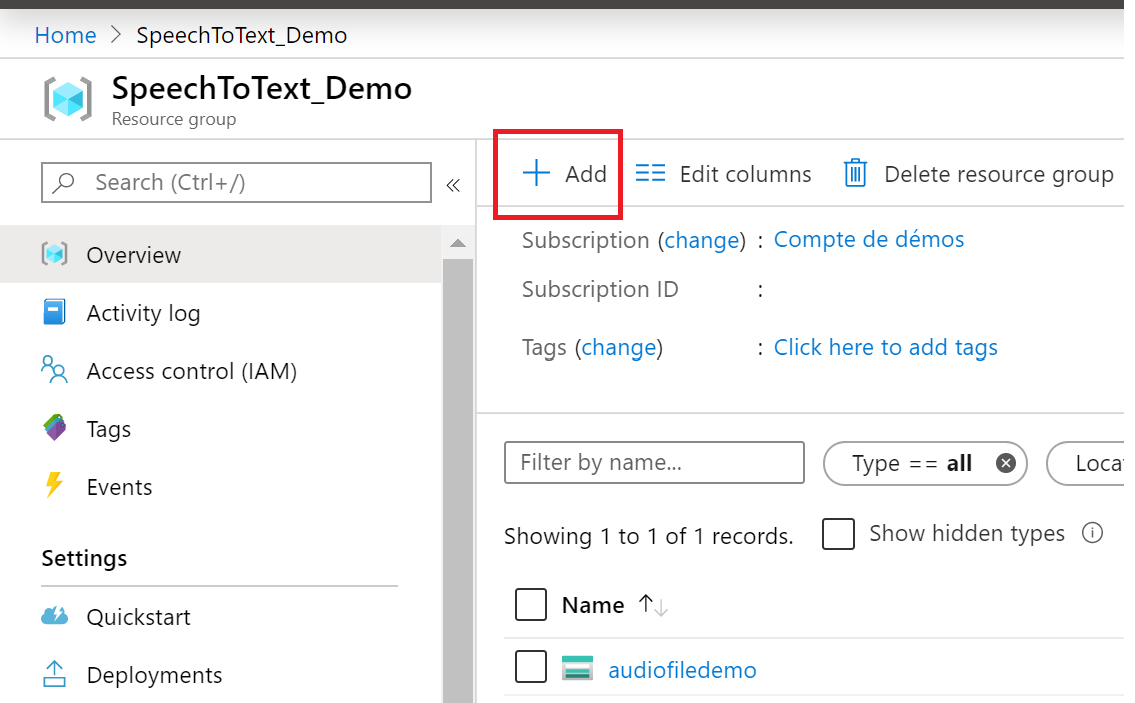 Home > SpeechToText_Demo
SpeechToText_Demo
Resource group
Search (Ctrl+/)
«
Overview
Activity log
Access control (IAM)
Tags
Events
Settings
Quickstart
Deployments
+ Add
Edit columns
Delete resource group
Subscription (change) : Compte de démos
Subscription ID :
Tags (change) : Click here to add tags
Filter by name...
Type == all
Showing 1 to 1 of 1 records.
Show hidden types
Name ↑↓
audiofiledemo